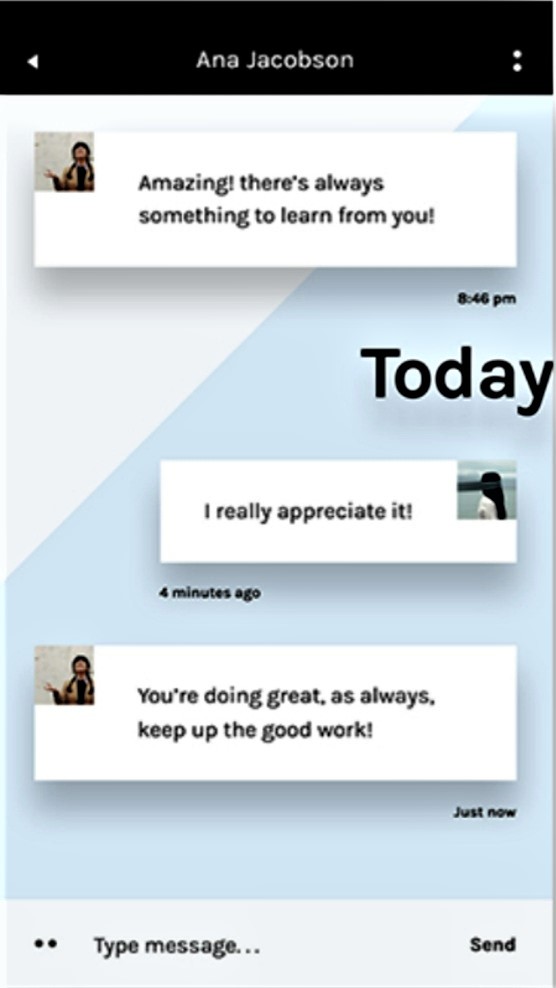 Ana Jacobson
Amazing! there's always
something to learn from you!
8:46 pm
Today
I really appreciate it!
4 minutes ago
You're doing great, as always,
keep up the good work!
Just now
Type message... Send